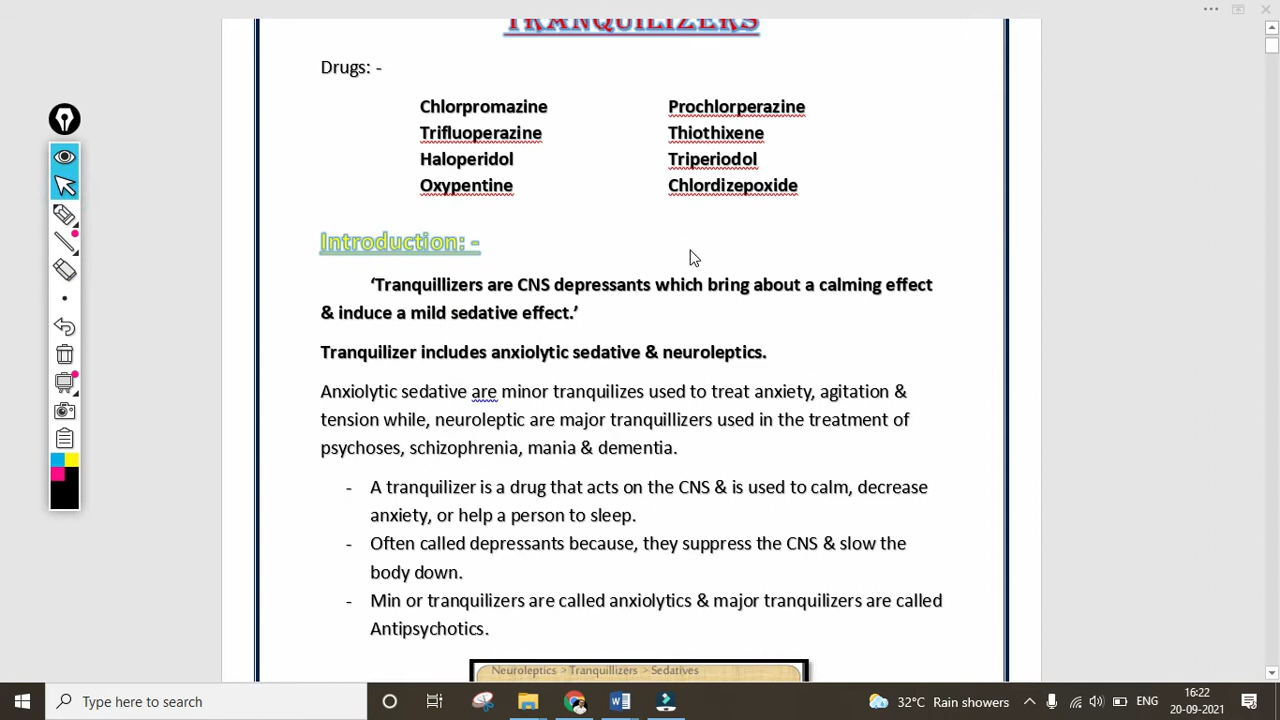 TRANQUILIZERS
Drugs: -
Chlorpromazine Prochlorperazine
Trifluoperazine Thiothixene
Haloperidol Triperiodol
Oxypentine Chlordizepoxide
Introduction: -
‘Tranquillizers are CNS depressants which bring about a calming effect
& induce a mild sedative effect.’
Tranquilizer includes anxiolytic sedative & neuroleptics.
Anxiolytic sedative are minor tranquilizes used to treat anxiety, agitation &
tension while, neuroleptic are major tranquillizers used in the treatment of
psychoses, schizophrenia, mania & dementia.
- A tranquilizer is a drug that acts on the CNS & is used to calm, decrease
anxiety, or help a person to sleep.
- Often called depressants because, they suppress the CNS & slow the
body down.
- Min or tranquilizers are called anxiolytics & major tranquilizers are called
Antipsychotics.
Neuroleptics > Tranquillizers > Sedatives
Type here to search
32°C Rain showers
ENG
16:22
20-09-2021